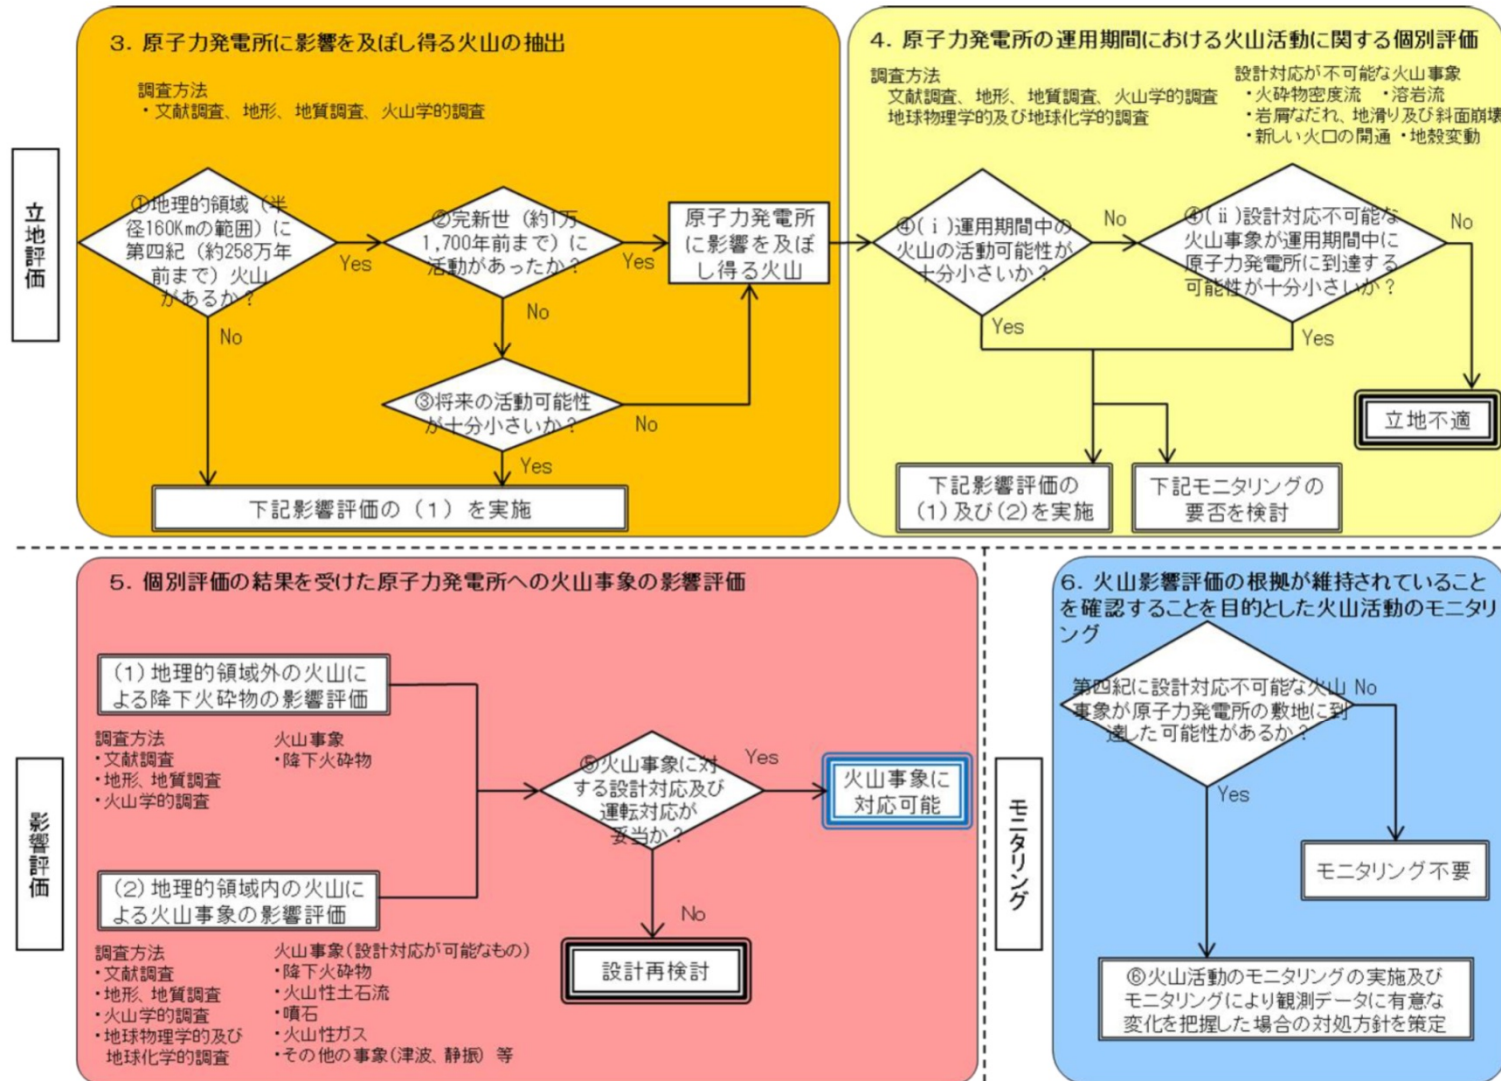 立地評価
3. 原子力発電所に影響を及ぼし得る火山の抽出
調査方法
・文献調査、地形、地質調査、火山学的調査
①地理的領域（半
径160Kmの範囲）に
第四紀（約258万年
前まで）火山
があるか？
Yes
No
②完新世（約1万
1,700年前まで）に
活動があったか？
Yes
No
③将来の活動可能性
が十分小さいか？
No
Yes
原子力発電所
に影響を及ぼ
し得る火山
下記影響評価の（1）を実施
4. 原子力発電所の運用期間における火山活動に関する個別評価
調査方法
文献調査、地形、地質調査、火山学的調査
地球物理学的及び地球化学的調査
設計対応が不可能な火山事象
・火砕物密度流 ・溶岩流
・岩屑なだれ、地滑り及び斜面崩壊
・新しい火口の開通 ・地殻変動
④(ⅰ)運用期間中の
火山の活動可能性が
十分小さいか？
No
Yes
④(ⅱ)設計対応不可能な
火山事象が運用期間中に
原子力発電所に到達する
可能性が十分小さいか？
No
Yes
立地不適
下記影響評価の
(1)及び(2)を実施
下記モニタリングの
要否を検討
影響評価
5. 個別評価の結果を受けた原子力発電所への火山事象の影響評価
(1)地理的領域外の火山に
よる降下火砕物の影響評価
調査方法
・文献調査
・地形、地質調査
・火山学的調査
火山事象
・降下火砕物
(2)地理的領域内の火山に
よる火山事象の影響評価
調査方法
・文献調査
・地形、地質調査
・火山学的調査
・地球物理学的及び
地球化学的調査
火山事象(設計対応が可能なもの)
・降下火砕物
・火山性土石流
・噴石
・火山性ガス
・その他の事象(津波、静振) 等
⑤火山事象に対
する設計対応及び
運転対応が
妥当か？
Yes
No
火山事象に
対応可能
設計再検討
モニタリング
6. 火山影響評価の根拠が維持されていること
を確認することを目的とした火山活動のモニタリ
ング
第四紀に設計対応不可能な火山
事象が原子力発電所の敷地に到
達した可能性があるか？
No
Yes
モニタリング不要
⑥火山活動のモニタリングの実施及び
モニタリングにより観測データに有意な
変化を把握した場合の対処方針を策定